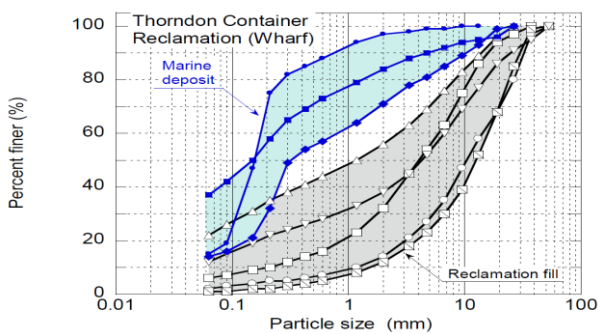 Thorndon Container
Reclamation (Wharf)
Marine
deposit
Reclamation fill
Percent finer (%)
100
80
60
40
20
0
0.01
0.1
1
10
100
Particle size (mm)